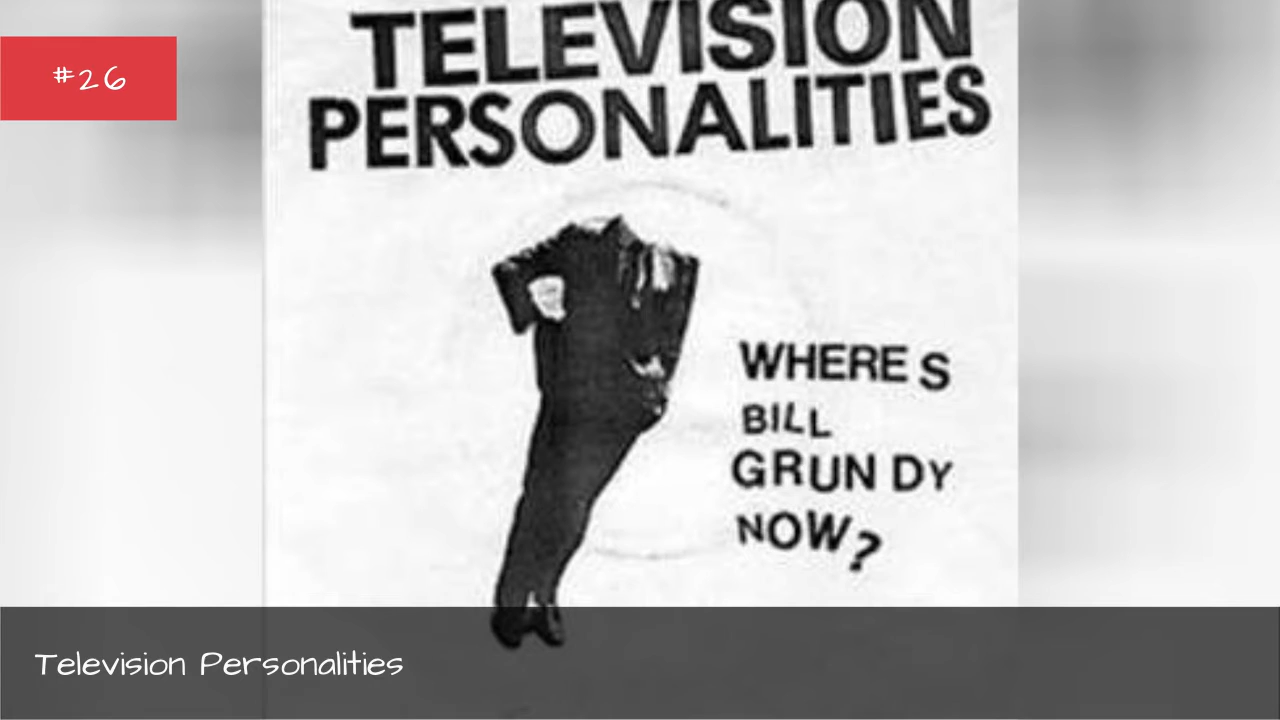 TELEVISION
PERSONALITIES
#26
WHERE S
BILL
GRUN DY
NOW?
Television Personalities